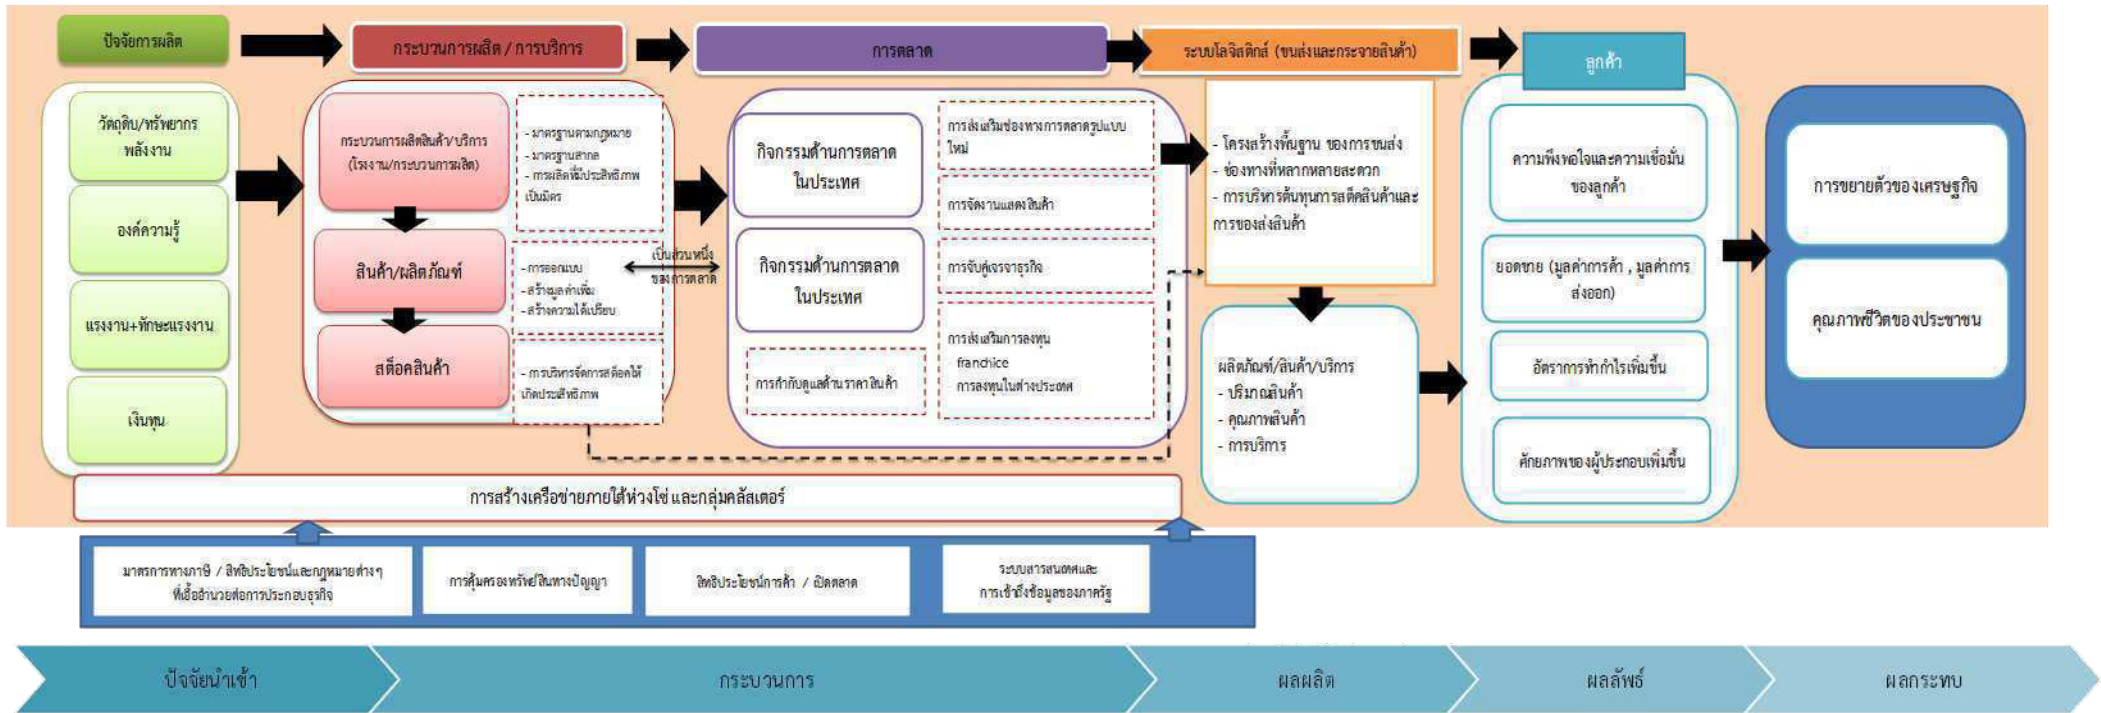 ปัจจัยการผลิต
กระบวนการผลิต / การบริการ
การตลาด
ระบบโลจิสติกส์ (ขนส่งและกระจายสินค้า)
ลูกค้า
วัตถุดิบ/ทรัพยากร
พลังงาน
องค์ความรู้
แรงงาน+ทักษะแรงงาน
เงินทุน
กระบวนการผลิตสินค้า/บริการ
(โรงงาน/กระบวนการผลิต)
สินค้า/ผลิตภัณฑ์
สต็อคสินค้า
- มาตรฐานตามกฎหมาย
- มาตรฐานสากล
- การผลิตที่มีประสิทธิภาพ
เป็นมิตร
- การออกแบบ
- สร้างมูลค่าเพิ่ม
- สร้างความได้เปรียบ
- การบริหารจัดการสต็อคให้
เกิดประสิทธิภาพ
เป็นส่วนหนึ่ง
ของการตลาด
กิจกรรมด้านการตลาด
ในประเทศ
กิจกรรมด้านการตลาด
ในประเทศ
การกำกับดูแลด้านราคาสินค้า
การส่งเสริมช่องทางการตลาดรูปแบบ
ใหม่
การจัดงานแสดงสินค้า
การจับคู่เจรจาธุรกิจ
การส่งเสริมการลงทุน
franchice
การลงทุนในต่างประเทศ
- โครงสร้างพื้นฐาน ของการขนส่ง
- ช่องทางที่หลากหลายสะดวก
- การบริหารต้นทุนการสต็คสินค้าและ
การของส่งสินค้า
ผลิตภัณฑ์/สินค้า/บริการ
- ปริมาณสินค้า
- คุณภาพสินค้า
- การบริการ
ความพึงพอใจและความเชื่อมั่น
ของลูกค้า
ยอดขาย (มูลค่าการค้า , มูลค่าการ
ส่งออก)
อัตราการทำกำไรเพิ่มขึ้น
ศักยภาพของผู้ประกอบเพิ่มขึ้น
การขยายตัวของเศรษฐกิจ
คุณภาพชีวิตของประชาชน
การสร้างเครือข่ายภายใต้ห่วงโซ่ และกลุ่มคลัสเตอร์
มาตรการทางภาษี / สิทธิประโยชน์และกฎหมายต่างๆ
ที่เอื้ออำนวยต่อการประกอบธุรกิจ
การคุ้มครองทรัพย์สินทางปัญญา
สิทธิประโยชน์การค้า / เปิดตลาด
ระบบสารสนเทศและ
การเข้าถึงข้อมูลของภาครัฐ
ปัจจัยนำเข้า
กระบวนการ
ผลผลิต
ผลลัพธ์
ผลกระทบ